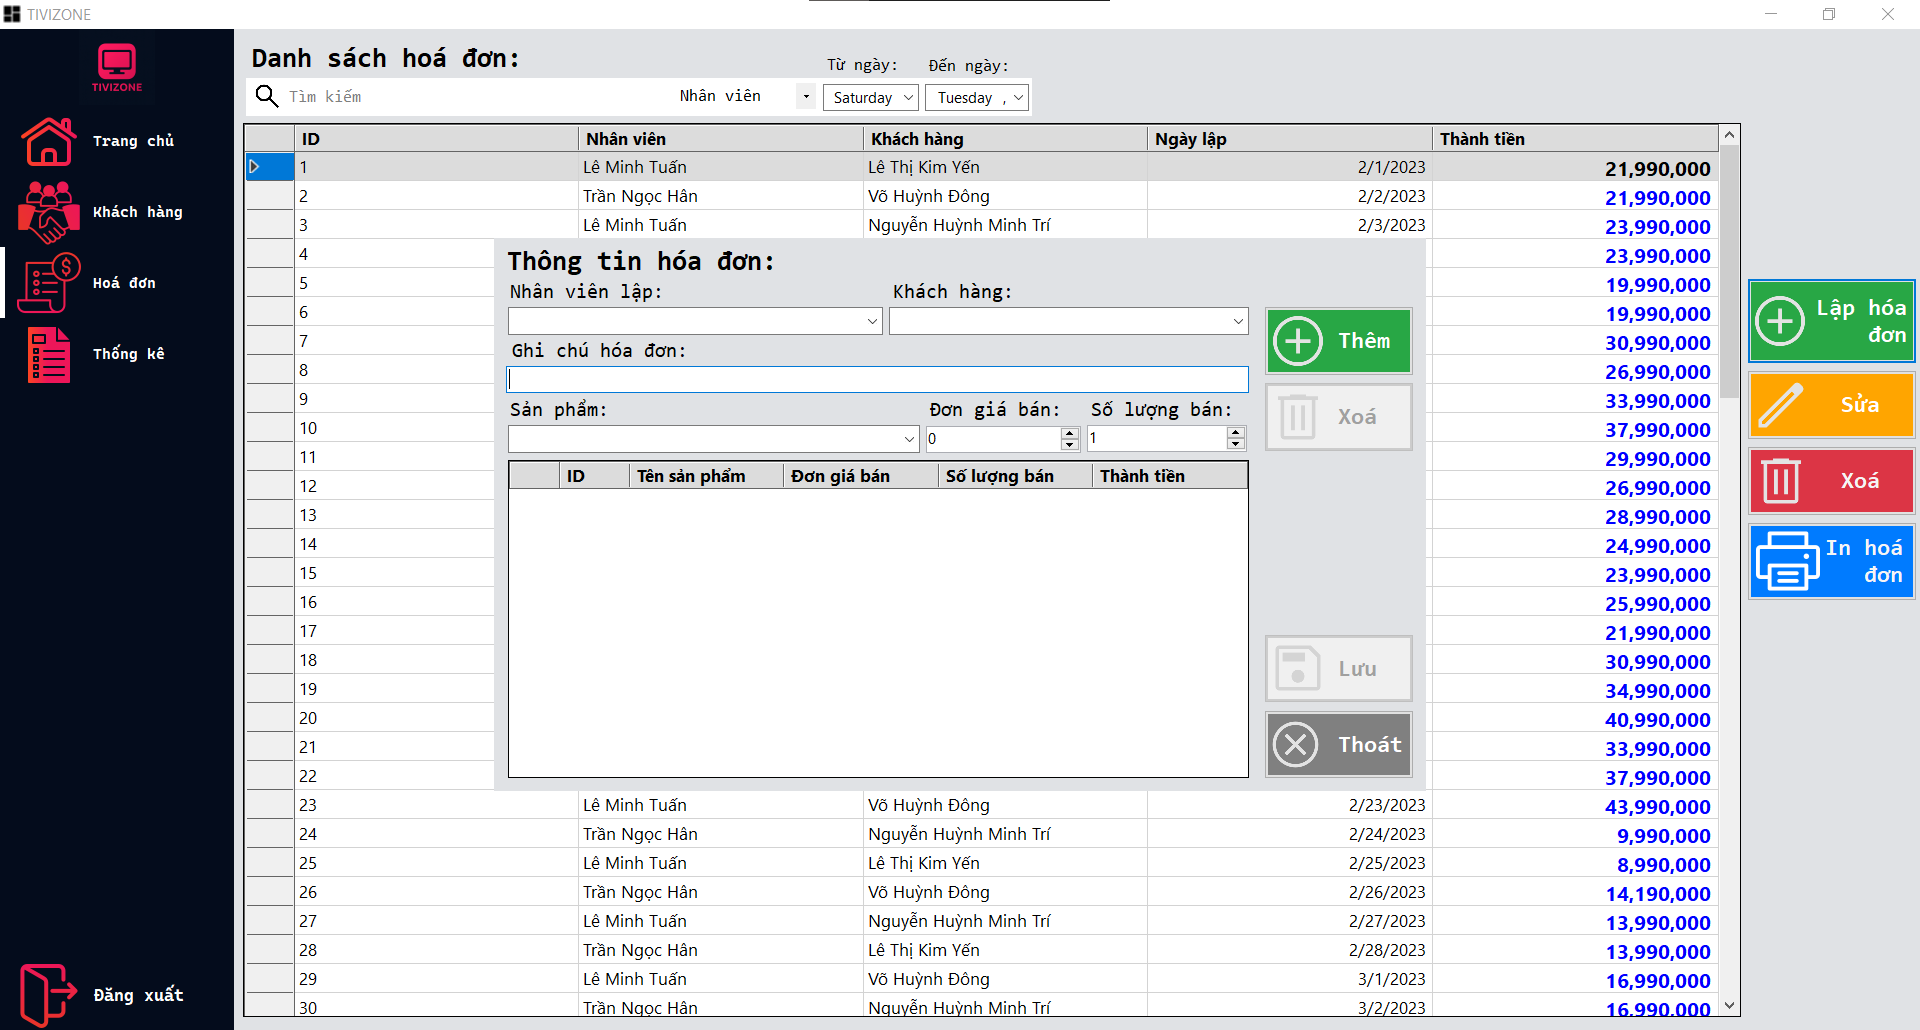 TIVIZONE
TIVIZONE
Trang chủ
Khách hàng
Hoá đơn
Thống kê
Đăng xuất
Danh sách hoá đơn:
Từ ngày: Đến ngày:
Tìm kiếm Nhân viên Saturday Tuesday ,
ID Nhân viên Khách hàng Ngày lập Thành tiền
1 Lê Minh Tuấn Lê Thị Kim Yến 2/1/2023 21,990,000
2 Trần Ngọc Hân Võ Huỳnh Đông 2/2/2023 21,990,000
3 Lê Minh Tuấn Nguyễn Huỳnh Minh Trí 2/3/2023 23,990,000
4 23,990,000
5 19,990,000
6 19,990,000
7 30,990,000
8 26,990,000
9 33,990,000
10 37,990,000
11 29,990,000
12 26,990,000
13 28,990,000
14 24,990,000
15 23,990,000
16 25,990,000
17 21,990,000
18 30,990,000
19 34,990,000
20 40,990,000
21 33,990,000
22 37,990,000
23 Lê Minh Tuấn Võ Huỳnh Đông 2/23/2023 43,990,000
24 Trần Ngọc Hân Nguyễn Huỳnh Minh Trí 2/24/2023 9,990,000
25 Lê Minh Tuấn Lê Thị Kim Yến 2/25/2023 8,990,000
26 Trần Ngọc Hân Võ Huỳnh Đông 2/26/2023 14,190,000
27 Lê Minh Tuấn Nguyễn Huỳnh Minh Trí 2/27/2023 13,990,000
28 Trần Ngọc Hân Lê Thị Kim Yến 2/28/2023 13,990,000
29 Lê Minh Tuấn Võ Huỳnh Đông 3/1/2023 16,990,000
30 Trần Ngọc Hân Nguyễn Huỳnh Minh Trí 3/2/2023 16,990,000
Thông tin hóa đơn:
Nhân viên lập: Khách hàng:
Ghi chú hóa đơn:
Sản phẩm: Đơn giá bán: Số lượng bán:
0 1
ID Tên sản phẩm Đơn giá bán Số lượng bán Thành tiền
Thêm
Xoá
Lưu
Thoát
Lập hóa
đơn
Sửa
Xoá
In hoá
đơn